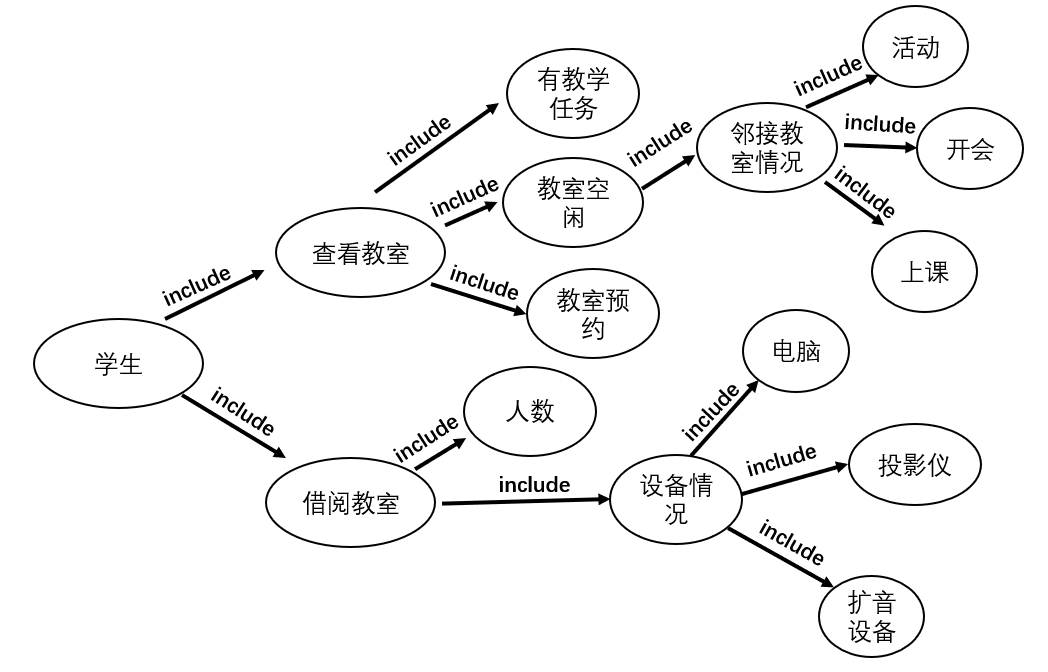 活动
include
有教学
任务
include
include
邻接教
室情况
include
开会
include
教室空
闲
include
include
查看教室
上课
include
include
教室预
约
学生
电脑
include
人数
include
include
include
投影仪
借阅教室
include
设备情
况
include
扩音
设备